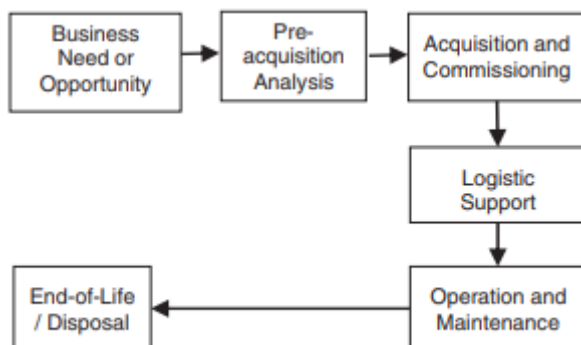 Business
Need or
Opportunity
Pre-
acquisition
Analysis
Acquisition and
Commissioning
Logistic
Support
Operation and
Maintenance
End-of-Life
/ Disposal